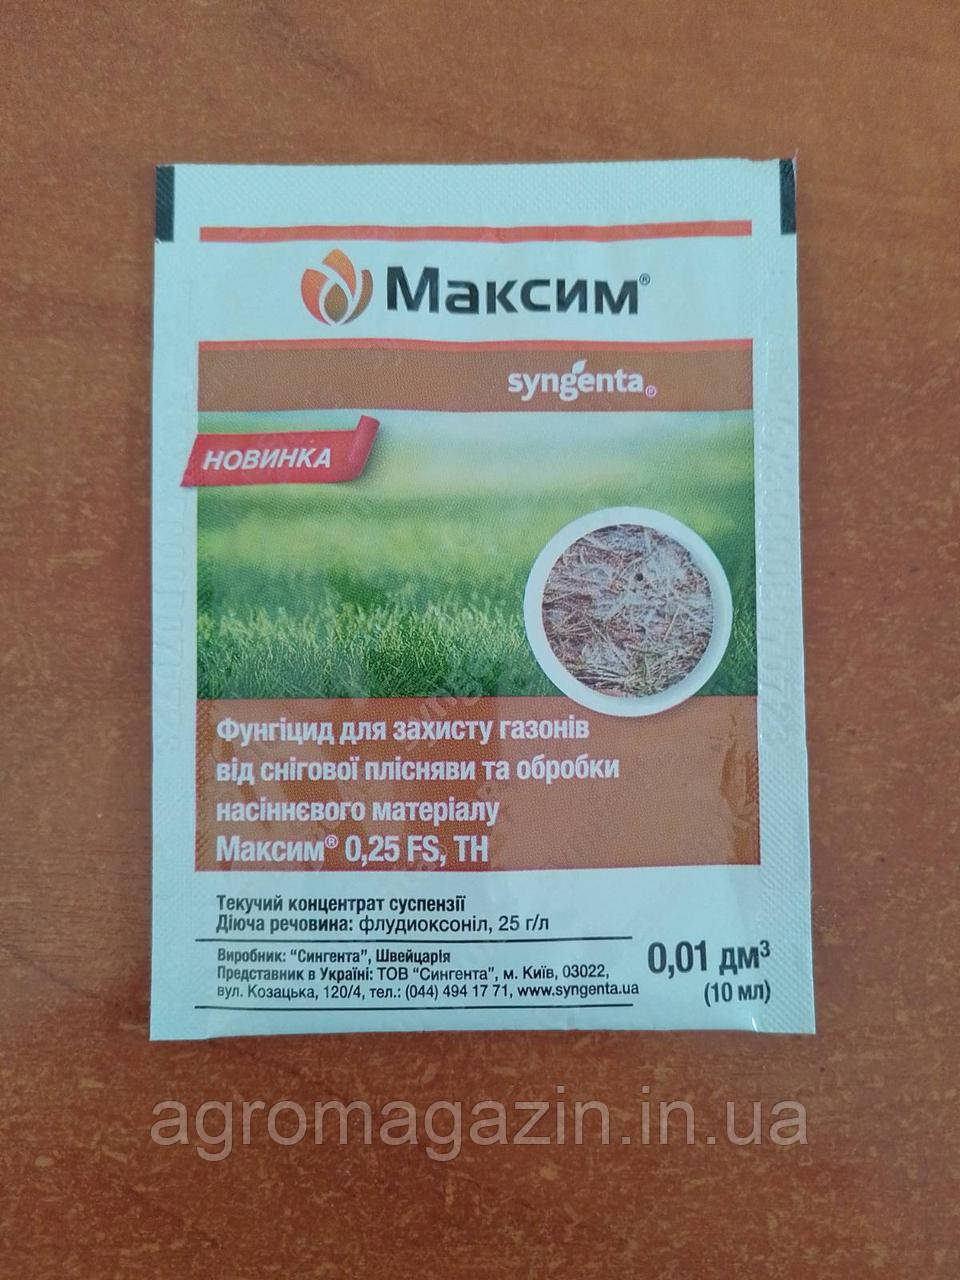 Максим®
syngenta®
НОВИНКА
Фунгіцид для захисту газонів
від снігової плісняви та обробки
насіннєвого матеріалу
Максим® 0,25 FS, ТН
Текучий концентрат суспензії
Діюча речовина: флудиоксоніл, 25 г/л
Виробник: "Сингента", Швейцарія
Представник в Україні: ТОВ "Сингента", м. Київ, 03022,
вул. Козацька, 120/4, тел.: (044) 494 17 71, www.syngenta.ua
0,01 дм³
(10 мл)
agromagazin.in.ua